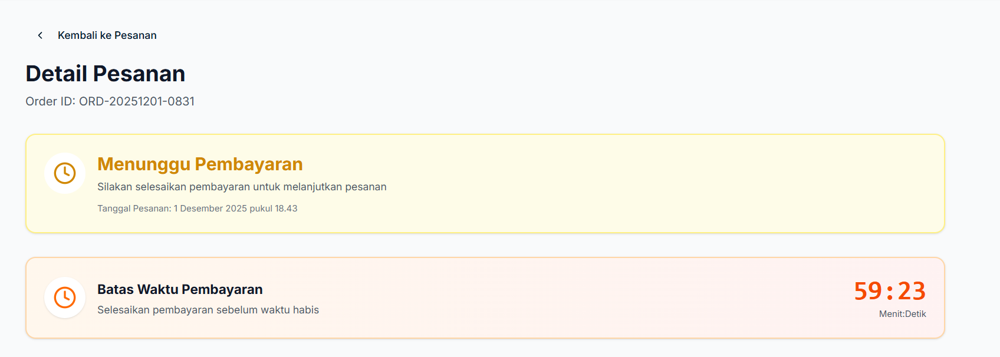 Kembali ke Pesanan
Detail Pesanan
Order ID: ORD-20251201-0831
Menunggu Pembayaran
Silakan selesaikan pembayaran untuk melanjutkan pesanan
Tanggal Pesanan: 1 Desember 2025 pukul 18.43
Batas Waktu Pembayaran
Selesaikan pembayaran sebelum waktu habis
59:23
Menit:Detik